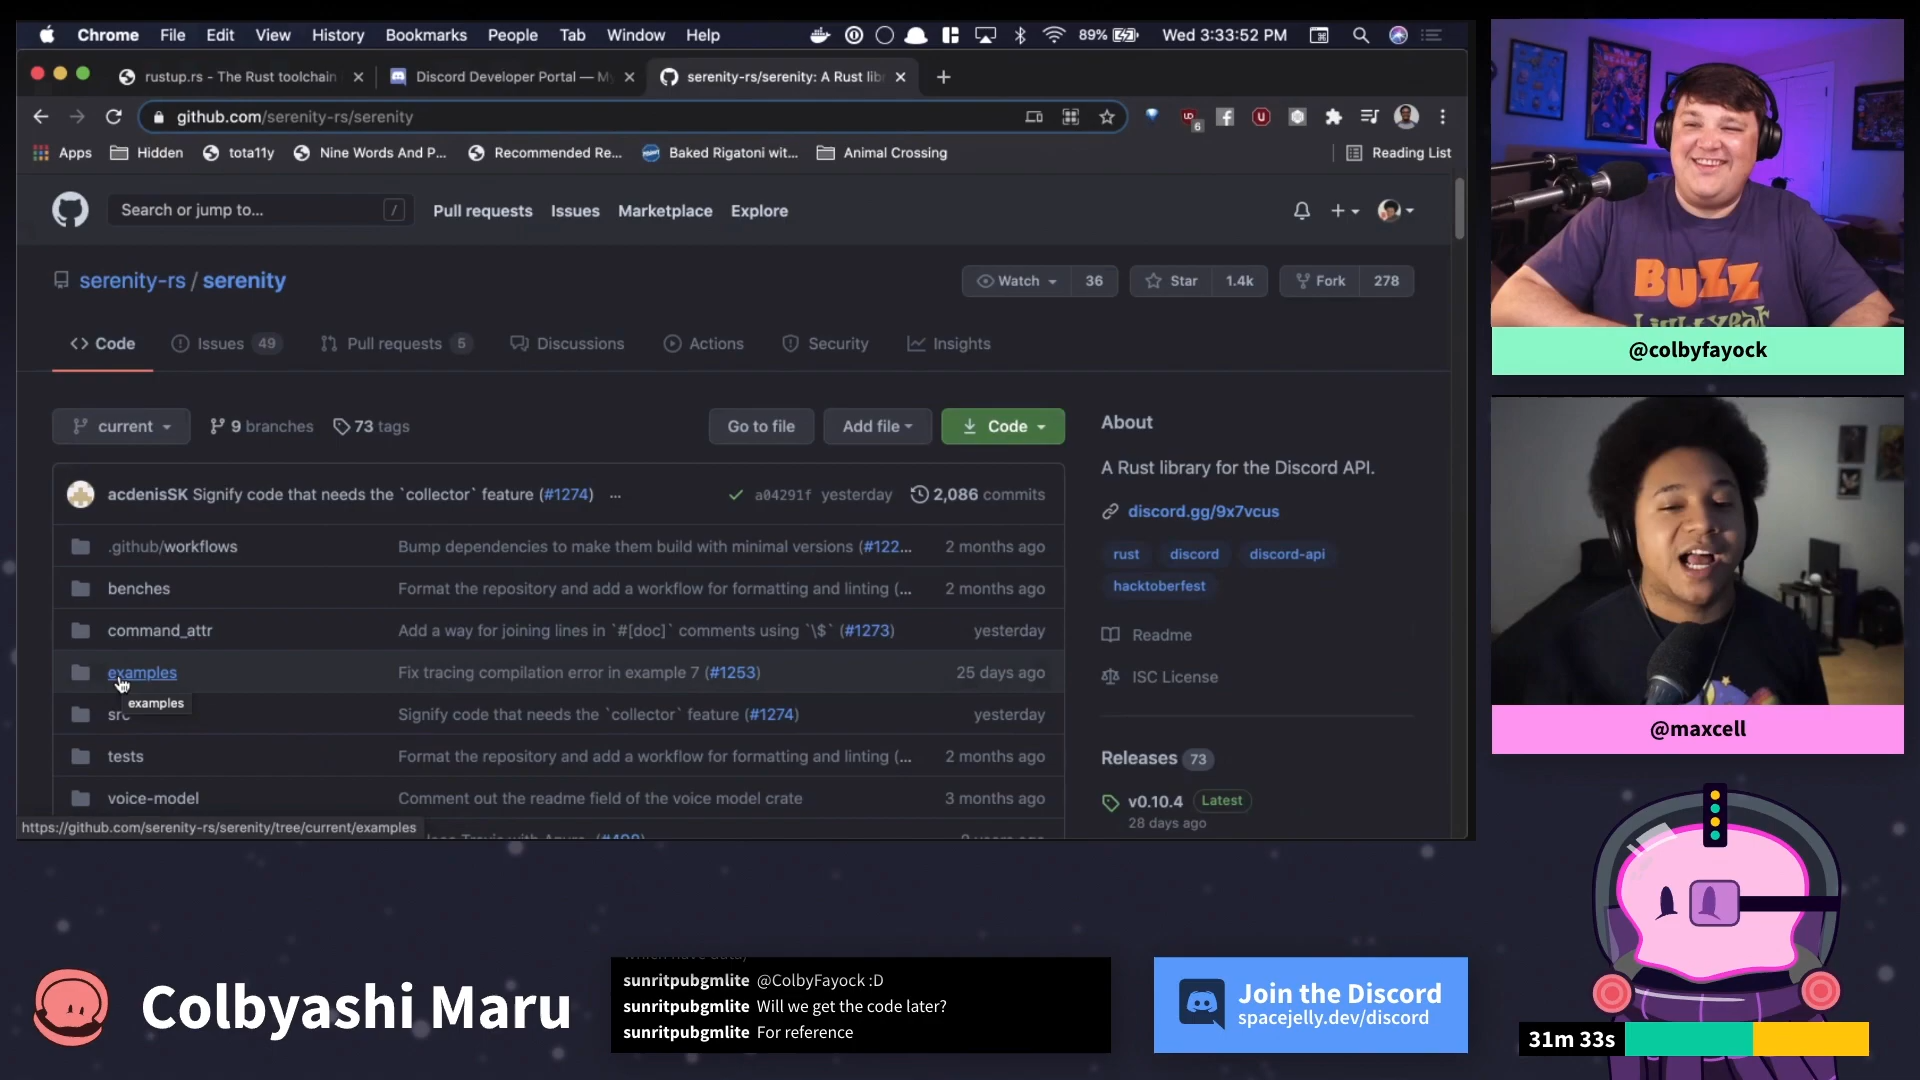 Chrome File Edit View History Bookmarks People Tab Window Help 89% Wed 3:33:52 PM
rustup.rs - The Rust toolchain
Discord Developer Portal — My
serenity-rs/serenity: A Rust lib
github.com/serenity-rs/serenity
6
Apps Hidden tota11y Nine Words And P... Recommended Re... Baked Rigatoni wit... Animal Crossing Reading List
Search or jump to... / Pull requests Issues Marketplace Explore
serenity-rs / serenity
Watch 36 Star 1.4k Fork 278
Code Issues 49 Pull requests 5 Discussions Actions Security Insights
current 9 branches 73 tags Go to file Add file Code
acdenisSK Signify code that needs the `collector` feature (#1274) ... a04291f yesterday 2,086 commits
.github/workflows Bump dependencies to make them build with minimal versions (#122... 2 months ago
benches Format the repository and add a workflow for formatting and linting (... 2 months ago
command_attr Add a way for joining lines in `#[doc]` comments using `\$` (#1273) yesterday
examples Fix tracing compilation error in example 7 (#1253) 25 days ago
examples
src Signify code that needs the `collector` feature (#1274) yesterday
tests Format the repository and add a workflow for formatting and linting (... 2 months ago
voice-model Comment out the readme field of the voice model crate 3 months ago
https://github.com/serenity-rs/serenity/tree/current/examples
About
A Rust library for the Discord API.
discord.gg/9x7vcus
rust discord discord-api
hacktoberfest
Readme
ISC License
Releases 73
v0.10.4 Latest
28 days ago
BUZZ
Lightyear
@colbyfayock
@maxcell
Colbyashi Maru
sunritpubgmlite @ColbyFayock :D
sunritpubgmlite Will we get the code later?
sunritpubgmlite For reference
Join the Discord
spacejelly.dev/discord
31m 33s